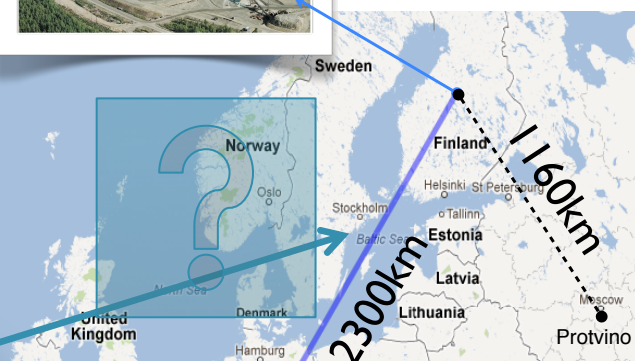 Sweden
?
Norway
Finland
1160km
Oslo
Helsinki
St Petersburg
Stockholm
Tallinn
Baltic Sea
Estonia
North Sea
2300km
Latvia
Moscow
United
Kingdom
Denmark
Lithuania
Protvino
Hamburg